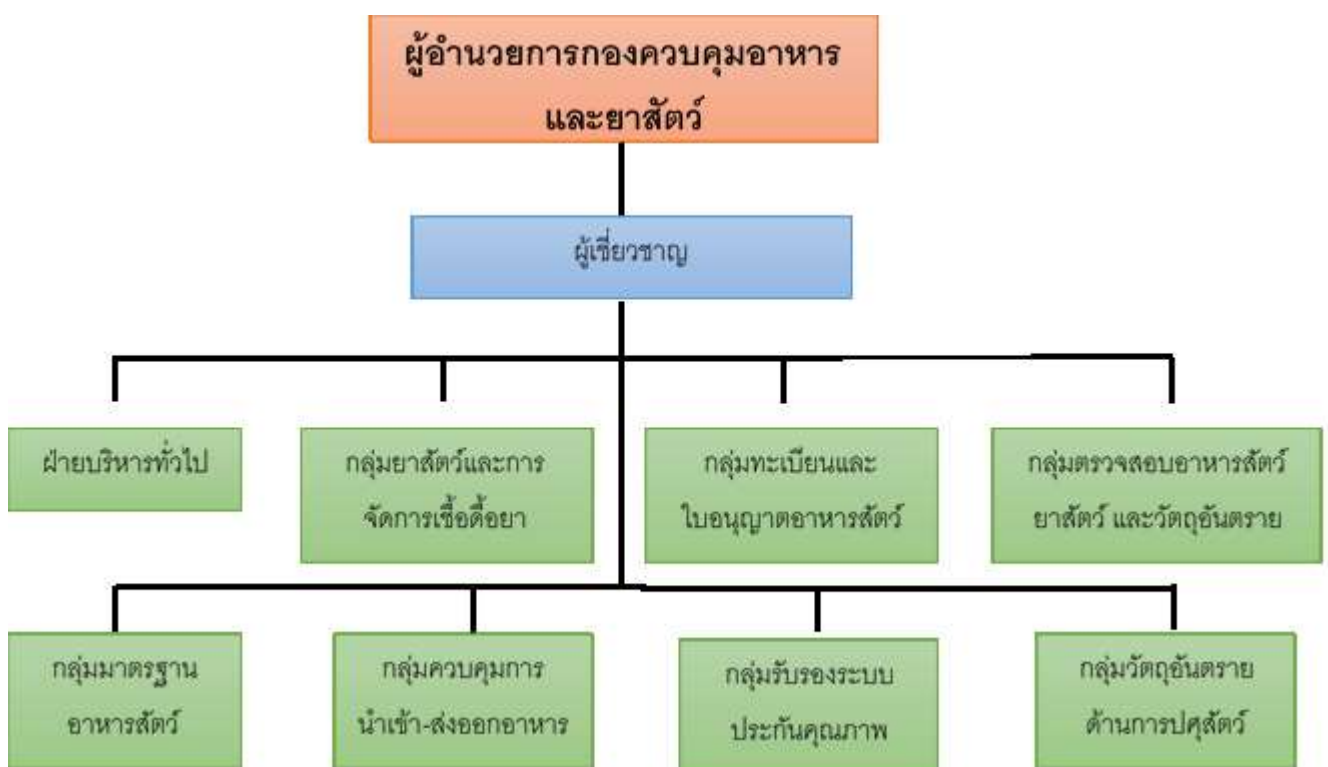 ผู้อำนวยการกองควบคุมอาหาร
และยาสัตว์
ผู้เชี่ยวชาญ
ฝ่ายบริหารทั่วไป
กลุ่มยาสัตว์และการ
จัดการเชื้อดื้อยา
กลุ่มทะเบียนและ
ใบอนุญาตอาหารสัตว์
กลุ่มตรวจสอบอาหารสัตว์
ยาสัตว์ และวัตถุอันตราย
กลุ่มมาตรฐาน
อาหารสัตว์
กลุ่มควบคุมการ
นำเข้า-ส่งออกอาหาร
กลุ่มรับรองระบบ
ประกันคุณภาพ
กลุ่มวัตถุอันตราย
ด้านการปศุสัตว์